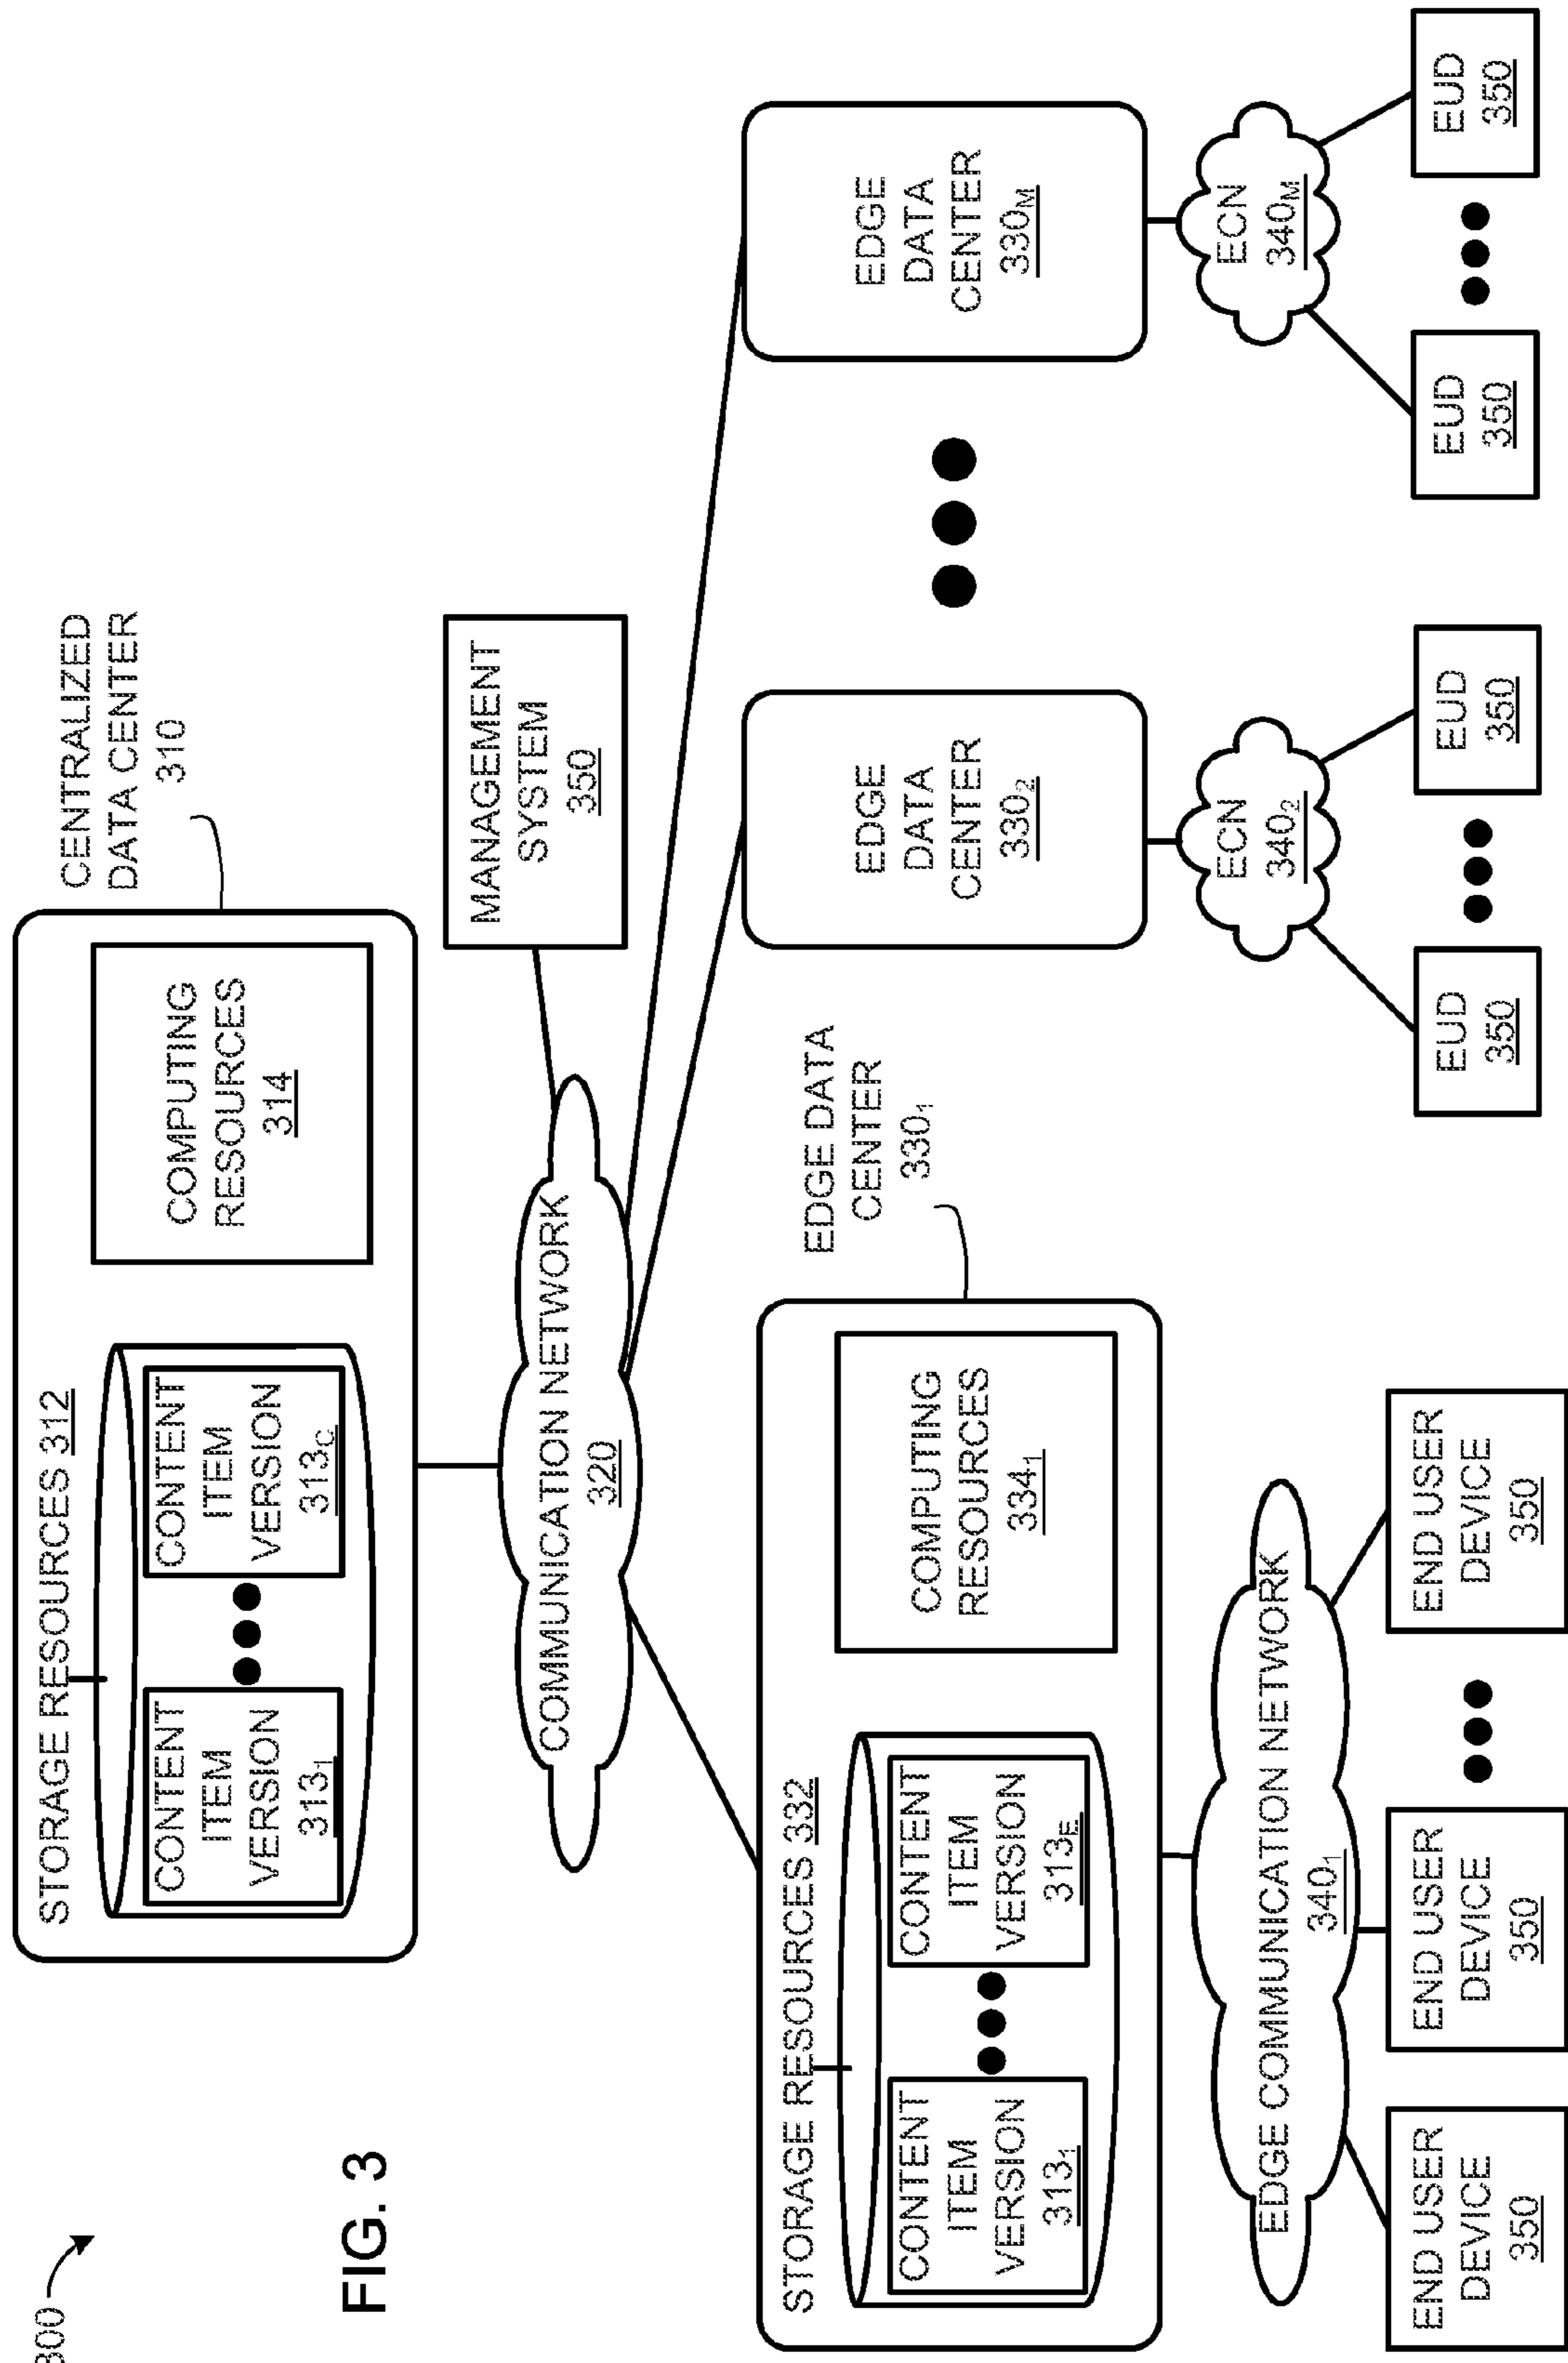 300
FIG. 3
CENTRALIZED
DATA CENTER
310
STORAGE RESOURCES 312
CONTENT
ITEM
VERSION
313₁
CONTENT
ITEM
VERSION
313C
COMPUTING
RESOURCES
314
MANAGEMENT
SYSTEM
350
COMMUNICATION NETWORK
320
EDGE DATA
CENTER
330₁
STORAGE RESOURCES 332
CONTENT
ITEM
VERSION
313₁
CONTENT
ITEM
VERSION
313E
COMPUTING
RESOURCES
334₁
EDGE
DATA
CENTER
330₂
EDGE
DATA
CENTER
330M
EDGE COMMUNICATION NETWORK
340₁
ECN
340₂
ECN
340M
END USER
DEVICE
350
END USER
DEVICE
350
END USER
DEVICE
350
EUD
350
EUD
350
EUD
350
EUD
350